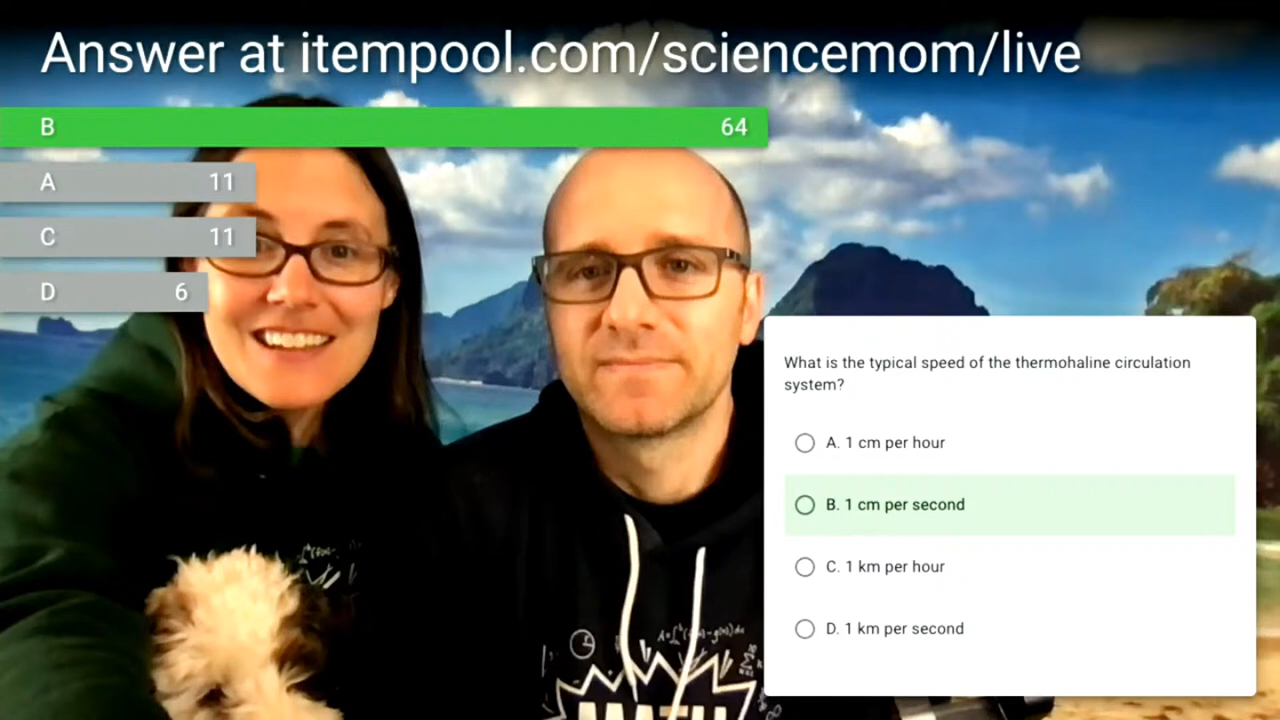 Answer at itempool.com/sciencemom/live
B 64
A 11
C 11
D 6
What is the typical speed of the thermohaline circulation
system?
A. 1 cm per hour
B. 1 cm per second
C. 1 km per hour
D. 1 km per second
MATH